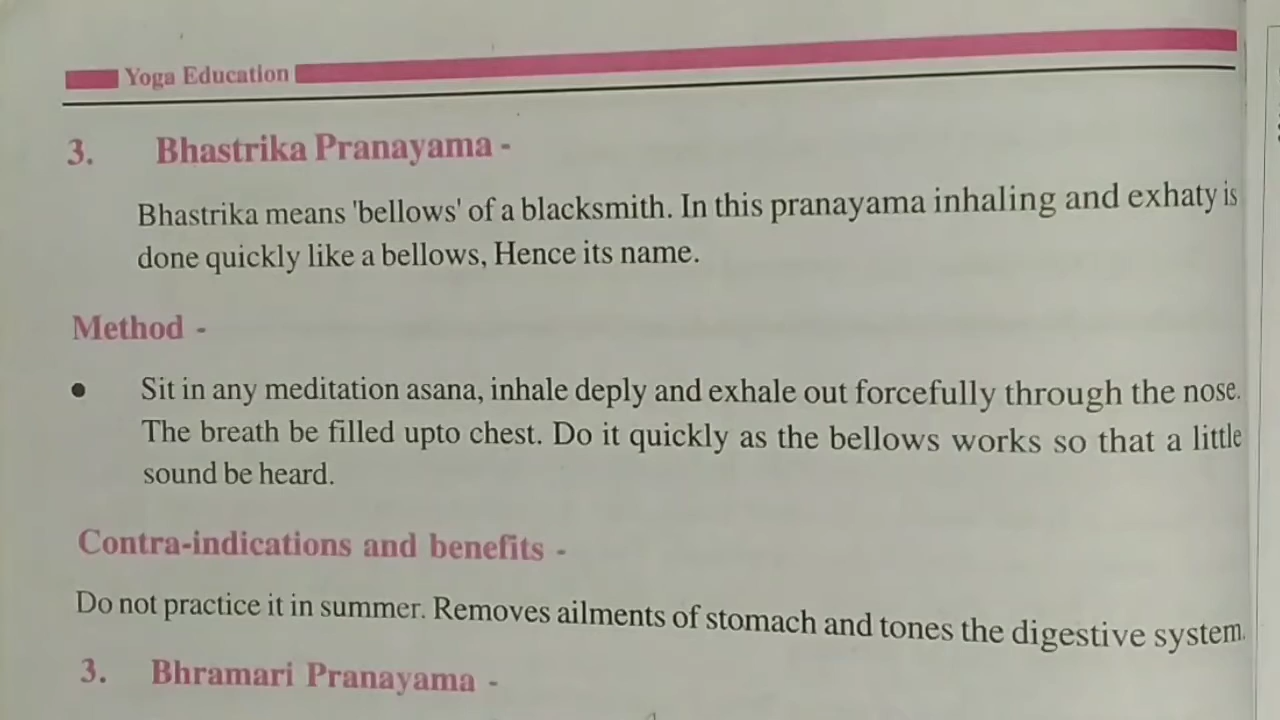 Yoga Education
3. Bhastrika Pranayama -
Bhastrika means 'bellows' of a blacksmith. In this pranayama inhaling and exhaty is
done quickly like a bellows, Hence its name.
Method -
• Sit in any meditation asana, inhale deply and exhale out forcefully through the nose.
The breath be filled upto chest. Do it quickly as the bellows works so that a little
sound be heard.
Contra-indications and benefits -
Do not practice it in summer. Removes ailments of stomach and tones the digestive system.
3. Bhramari Pranayama -